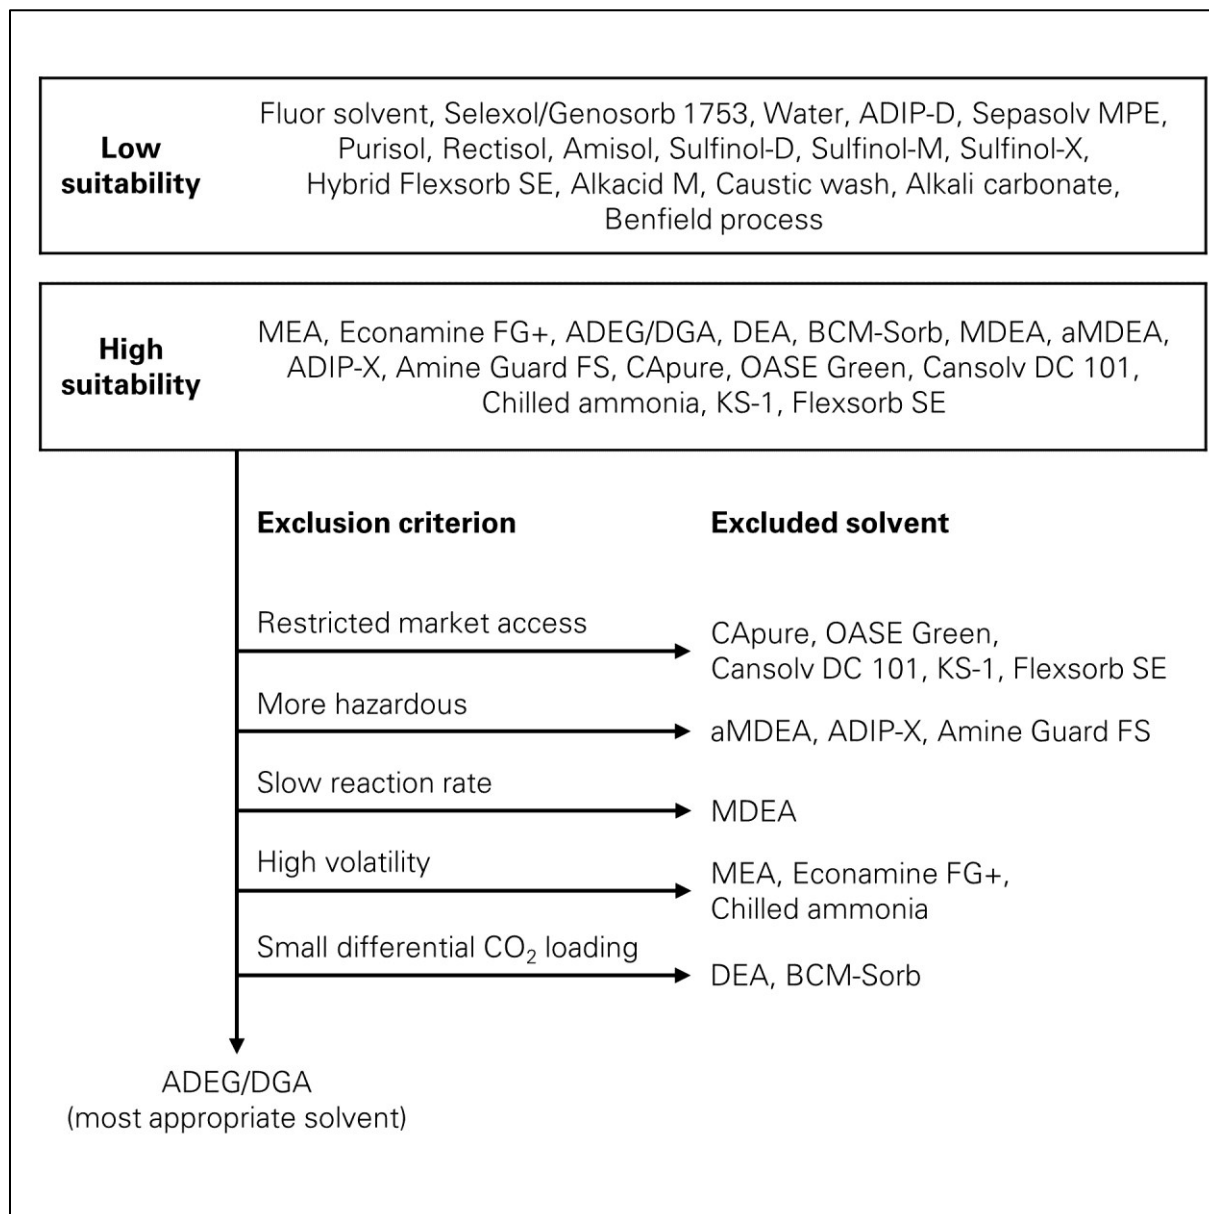 Low
suitability
Fluor solvent, Selexol/Genosorb 1753, Water, ADIP-D, Sepasolv MPE,
Purisol, Rectisol, Amisol, Sulfinol-D, Sulfinol-M, Sulfinol-X,
Hybrid Flexsorb SE, Alkacid M, Caustic wash, Alkali carbonate,
Benfield process
High
suitability
MEA, Econamine FG+, ADEG/DGA, DEA, BCM-Sorb, MDEA, aMDEA,
ADIP-X, Amine Guard FS, CApure, OASE Green, Cansolv DC 101,
Chilled ammonia, KS-1, Flexsorb SE
Exclusion criterion
Excluded solvent
Restricted market access
CApure, OASE Green,
Cansolv DC 101, KS-1, Flexsorb SE
More hazardous
aMDEA, ADIP-X, Amine Guard FS
Slow reaction rate
MDEA
High volatility
MEA, Econamine FG+,
Chilled ammonia
Small differential CO₂ loading
DEA, BCM-Sorb
ADEG/DGA
(most appropriate solvent)